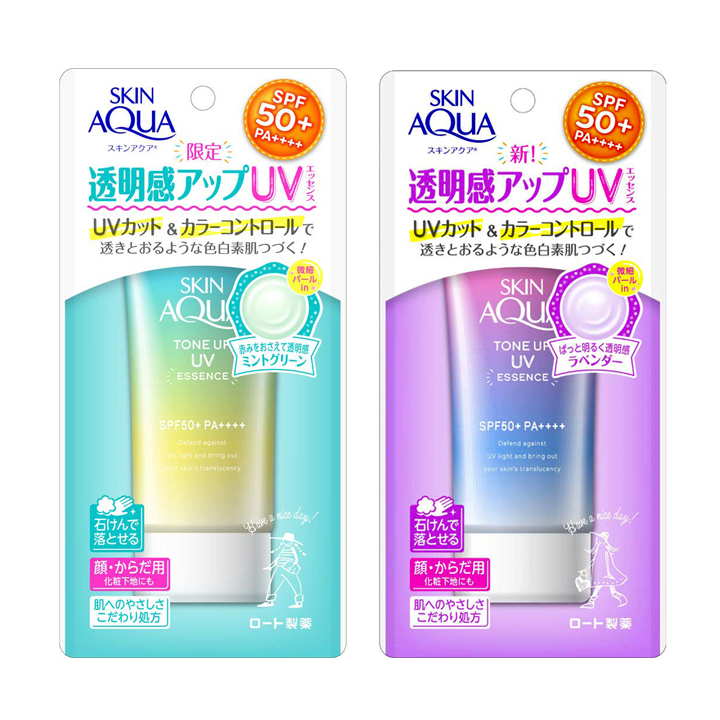 SKIN
AQUA
スキンアクア®
SPF
50+
PA++++
限定
透明感アップUV
エッセンス
UVカット&カラーコントロールで
透きとおるような色白素肌つづく!
微細
パール
in
赤みをおさえて透明感
ミントグリーン
SKIN
AQUA
TONE UP
UV
ESSENCE
SPF50+ PA++++
Defend against
UV light and bring out
your skin's translucency
Have a nice day!
石けんで
落とせる
顔・からだ用
化粧下地にも
肌へのやさしさ
こだわり処方
ロート製薬
SKIN
AQUA
スキンアクア®
SPF
50+
PA++++
新!
透明感アップUV
エッセンス
UVカット&カラーコントロールで
透きとおるような色白素肌つづく!
微細
パール
in
ぱっと明るく透明感
ラベンダー
SKIN
AQUA
TONE UP
UV
ESSENCE
SPF50+ PA++++
Defend against
UV light and bring out
your skin's translucency
Have a nice day!
石けんで
落とせる
顔・からだ用
化粧下地にも
肌へのやさしさ
こだわり処方
ロート製薬